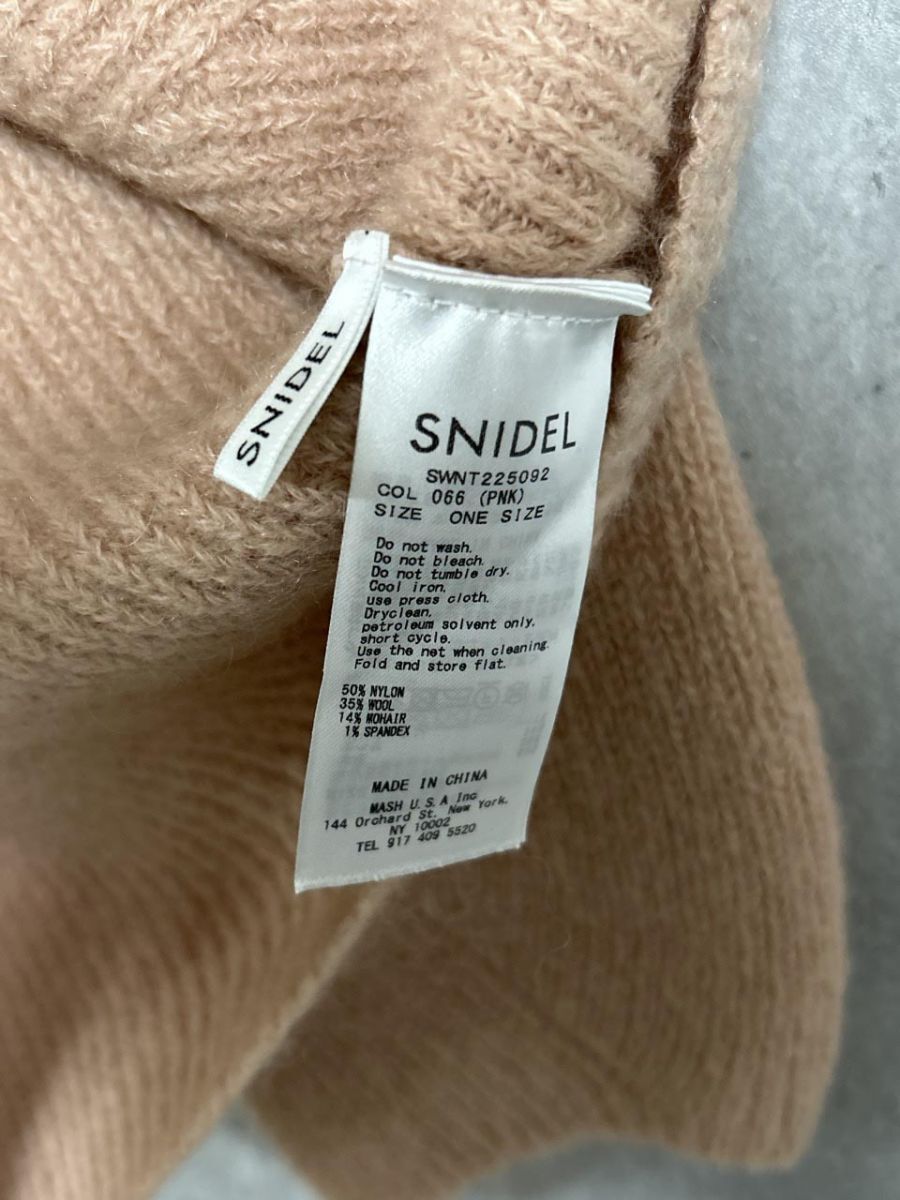 SNIDEL
SNIDEL
SWNT225092
COL 066 (PNK)
SIZE ONE SIZE
Do not wash.
Do not bleach.
Do not tumble dry.
Cool iron.
use press cloth.
Dryclean.
petroleum solvent only.
short cycle.
Use the net when cleaning.
Fold and store flat.
50% NYLON
35% WOOL
14% MOHAIR
1% SPANDEX
MADE IN CHINA
MASH U.S.A Inc
144 Orchard St. New York.
NY 10002
TEL 917 409 5520